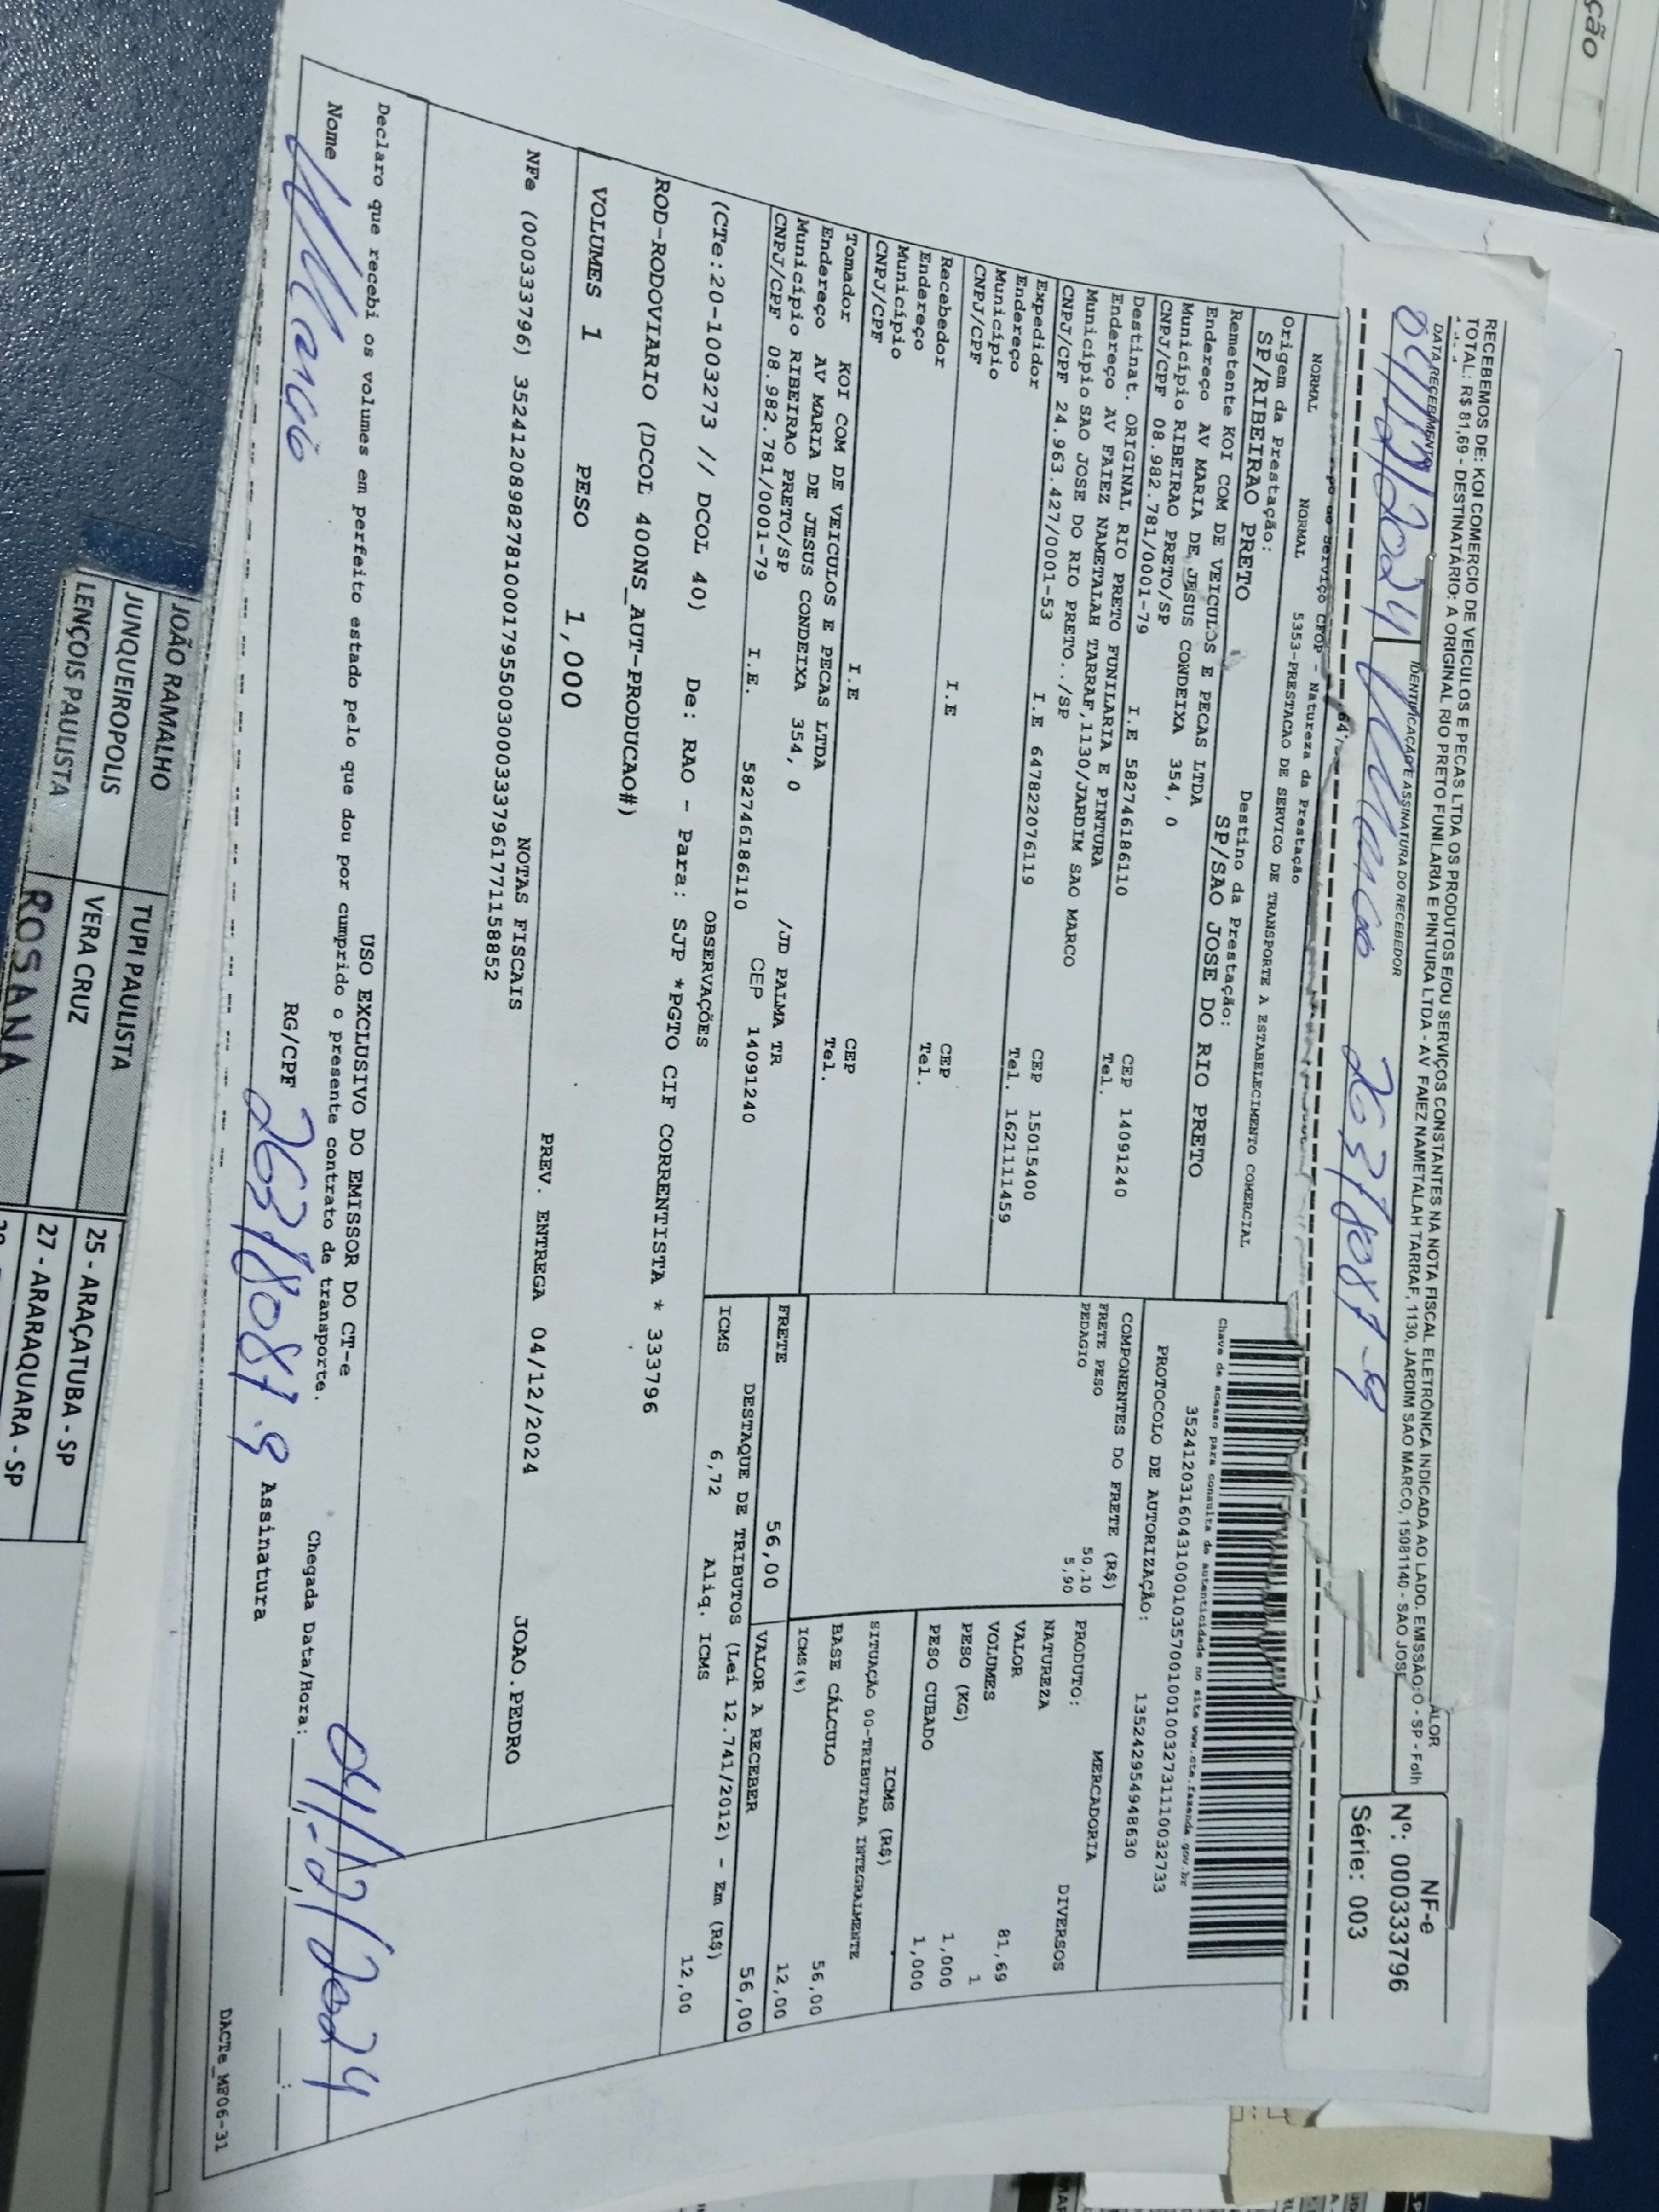 ção
RECEBEMOS DE: KOI COMERCIO DE VEICULOS E PECAS LTDA OS PRODUTOS E/OU SERVIÇOS CONSTANTES NA NOTA FISCAL ELETRÔNICA INDICADA AO LADO. EMISSÃO:0
TOTAL: R$ 81,69 - DESTINATÁRIO: A ORIGINAL RIO PRETO FUNILARIA E PINTURA LTDA - AV FAIEZ NAMETALAH TARRAF, 1130, JARDIM SAO MARCO, 15081140 - SAO JOSE
ALOR
O - SP - Folh
DATA RECEBIMENTO
IDENTIFICAÇÃO E ASSINATURA DO RECEBEDOR
04/12/2024
26318081-9
NF-e
Nº: 000333796
Série: 003
Serviço CFOP - Natureza da Prestação
NORMAL NORMAL 5353-PRESTACAO DE SERVICO DE TRANSPORTE A ESTABELECIMENTO COMERCIAL
Origem da Prestação: Destino da Prestação:
SP/RIBEIRAO PRETO SP/SAO JOSE DO RIO PRETO
Remetente KOI COM DE VEICULOS E PECAS LTDA
Endereço AV MARIA DE JESUS CONDEIXA 354, 0
Município RIBEIRAO PRETO/SP CEP 14091240
CNPJ/CPF 08.982.781/0001-79 I.E 582746186110 Tel.
Destinat. ORIGINAL RIO PRETO FUNILARIA E PINTURA
Endereço AV FAIEZ NAMETALAH TARRAF,1130/JARDIM SAO MARCO
Município SAO JOSE DO RIO PRETO../SP CEP 15015400
CNPJ/CPF 24.963.427/0001-53 I.E 647822076119 Tel. 1621111459
Expedidor
Endereço
Município CEP
CNPJ/CPF I.E Tel.
Recebedor
Endereço
Município CEP
CNPJ/CPF I.E Tel.
Tomador KOI COM DE VEICULOS E PECAS LTDA
Endereço AV MARIA DE JESUS CONDEIXA 354, 0 /JD PALMA TR
Município RIBEIRAO PRETO/SP CEP 14091240
CNPJ/CPF 08.982.781/0001-79 I.E. 582746186110
Chave de acesso para consulta de autenticidade no site www.cte.fazenda.gov.br
35241203160431000103570010010032731110032733
PROTOCOLO DE AUTORIZAÇÃO: 135242954948630
COMPONENTES DO FRETE (R$)
FRETE PESO 50,10
PEDAGIO 5,90
MERCADORIA
PRODUTO: DIVERSOS
NATUREZA
VALOR 81,69
VOLUMES 1
PESO (KG) 1,000
PESO CUBADO 1,000
ICMS (R$)
SITUAÇÃO 00-TRIBUTADA INTEGRALMENTE
BASE CÁLCULO 56,00
ICMS(%) 12,00
FRETE 56,00 VALOR A RECEBER 56,00
DESTAQUE DE TRIBUTOS (Lei 12.741/2012) - Em (R$)
ICMS 6,72 Aliq. ICMS 12,00
OBSERVAÇÕES
(CTe:20-1003273 // DCOL 40) De: RAO - Para: SJP *PGTO CIF CORRENTISTA * 333796
ROD-RODOVIARIO (DCOL 400NS_AUT-PRODUCAO#)
VOLUMES 1 PESO 1,000 PREV. ENTREGA 04/12/2024 JOAO.PEDRO
NOTAS FISCAIS
NFe (000333796) 35241208982781000179550030003337961771158852
USO EXCLUSIVO DO EMISSOR DO CT-e
Declaro que recebi os volumes em perfeito estado pelo que dou por cumprido o presente contrato de transporte.
Nome RG/CPF 26318081.9 Assinatura Chegada Data/Hora: 04/12/2024
DACTe_MF06-31
JOÃO RAMALHO TUPI PAULISTA
JUNQUEIROPOLIS VERA CRUZ 25 - ARAÇATUBA - SP
LENÇOIS PAULISTA ROSANA 27 - ARARAQUARA - SP